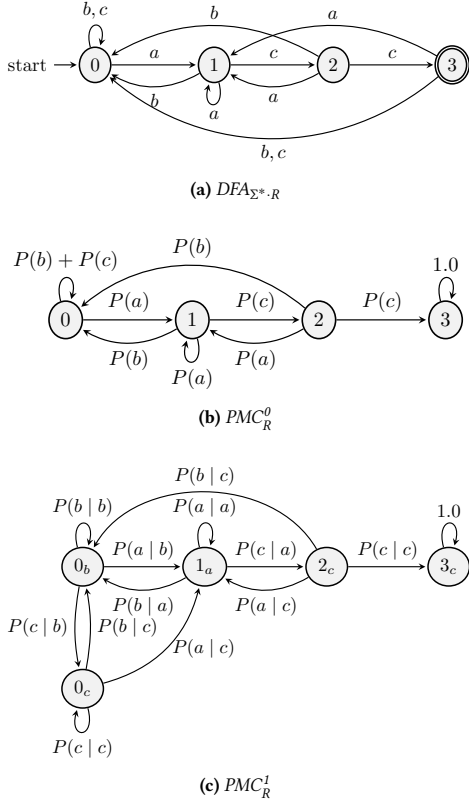 b, c
b
a
start
0
a
1
c
2
c
3
b
a
a
b, c
(a) DFA_{Σ*·R}
P(b) + P(c)
P(b)
1.0
0
P(a)
1
P(c)
2
P(c)
3
P(b)
P(a)
P(a)
(b) PMC_R^0
P(b | c)
P(b | b)
P(a | a)
1.0
0_b
P(a | b)
1_a
P(c | a)
2_c
P(c | c)
3_c
P(b | a)
P(a | c)
P(c | b)
P(b | c)
P(a | c)
0_c
P(c | c)
(c) PMC_R^1